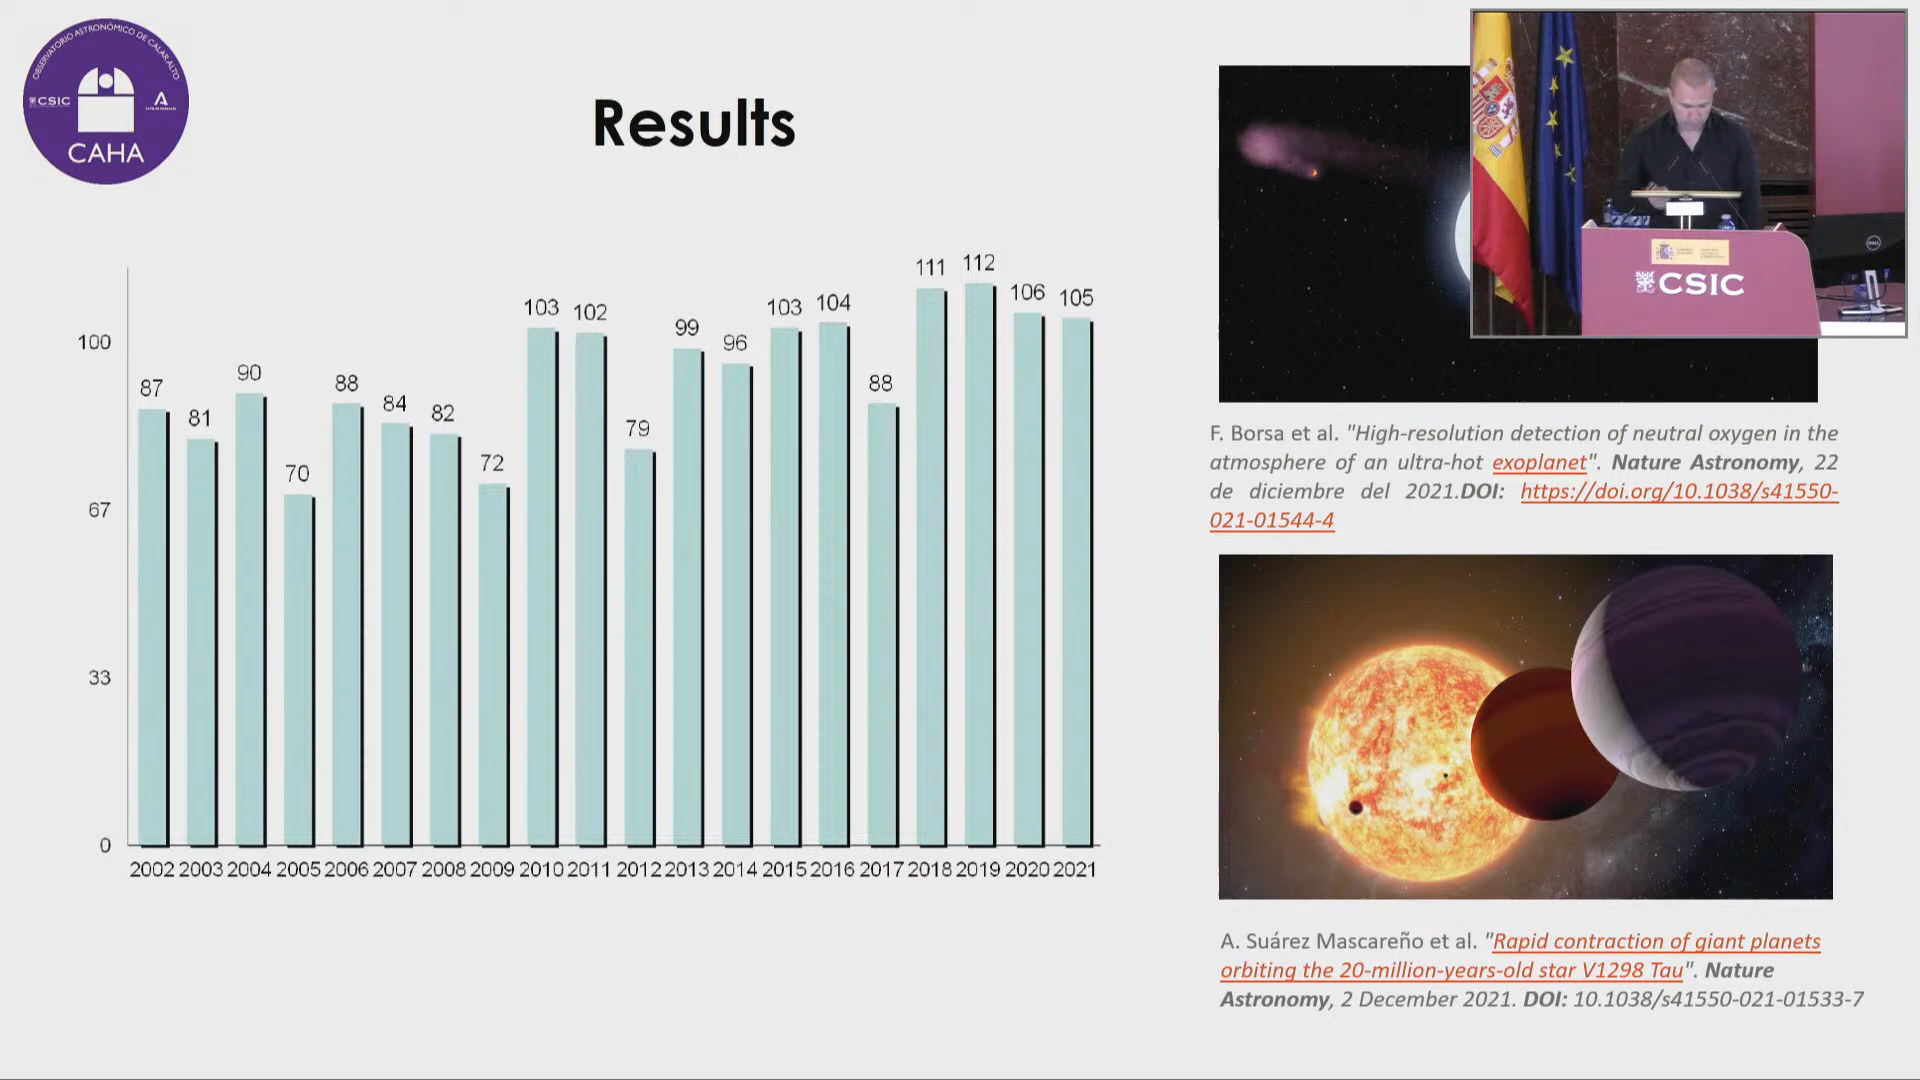 OBSERVATORIO ASTRONÓMICO DE CALAR ALTO
CSIC
CAHA
Results
111
112
103
102
103
104
106
105
100
87
81
90
70
88
84
82
72
79
99
96
88
67
33
0
2002 2003 2004 2005 2006 2007 2008 2009 2010 2011 2012 2013 2014 2015 2016 2017 2018 2019 2020 2021
CSIC
DELL
F. Borsa et al. "High-resolution detection of neutral oxygen in the
atmosphere of an ultra-hot exoplanet". Nature Astronomy, 22
de diciembre del 2021.DOI: https://doi.org/10.1038/s41550-
021-01544-4
A. Suárez Mascareño et al. "Rapid contraction of giant planets
orbiting the 20-million-years-old star V1298 Tau". Nature
Astronomy, 2 December 2021. DOI: 10.1038/s41550-021-01533-7